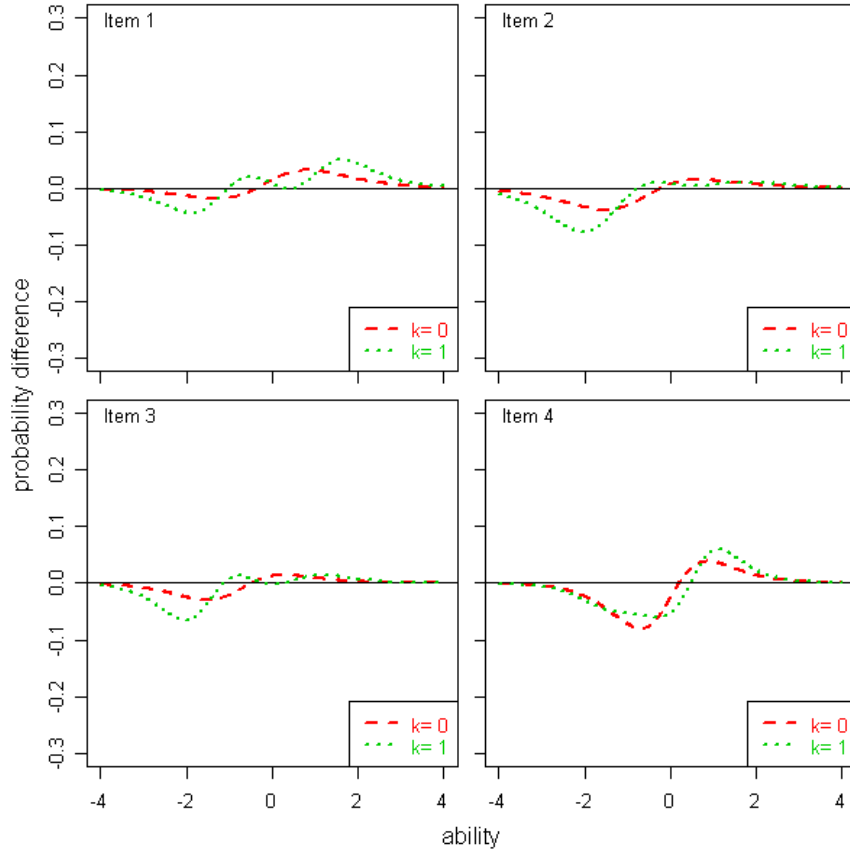 Item 1
0.3
0.2
0.1
0.0
-0.1
-0.2
-0.3
k= 0
k= 1
Item 2
k= 0
k= 1
probability difference
Item 3
0.3
0.2
0.1
0.0
-0.1
-0.2
-0.3
k= 0
k= 1
-4
-2
0
2
4
Item 4
k= 0
k= 1
-4
-2
0
2
4
ability